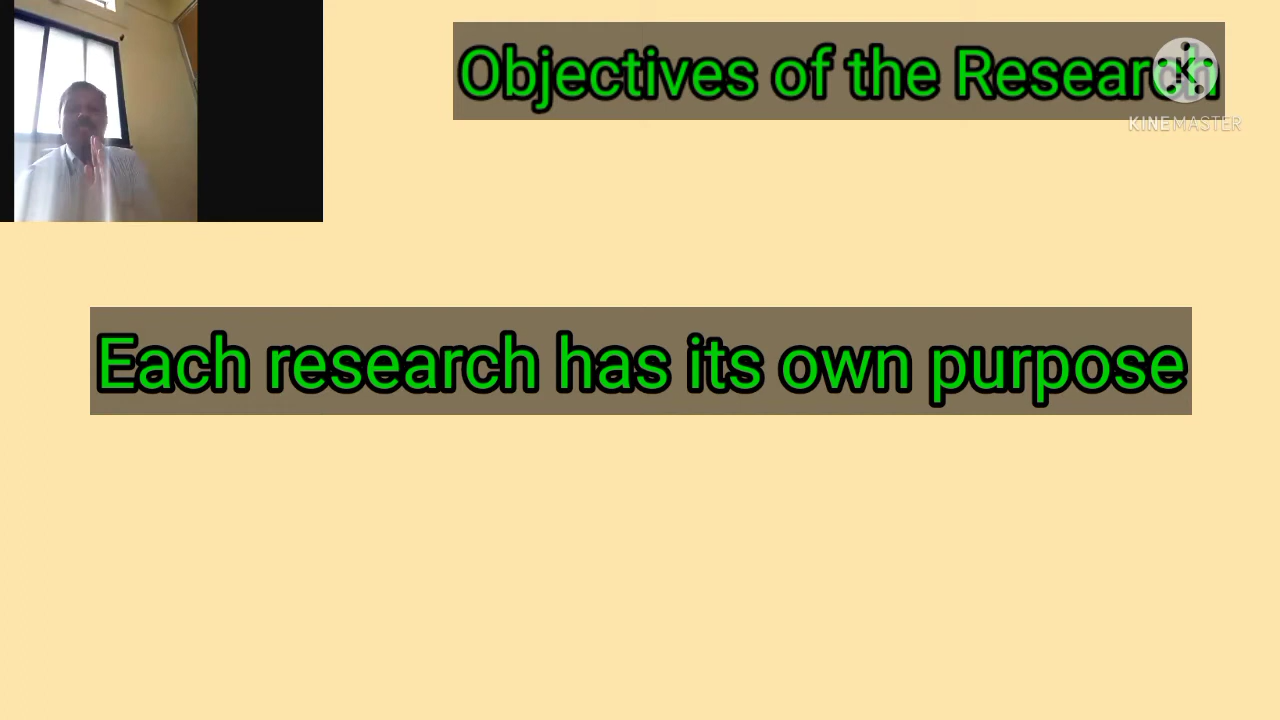 Objectives of the Research
KINEMASTER
Each research has its own purpose